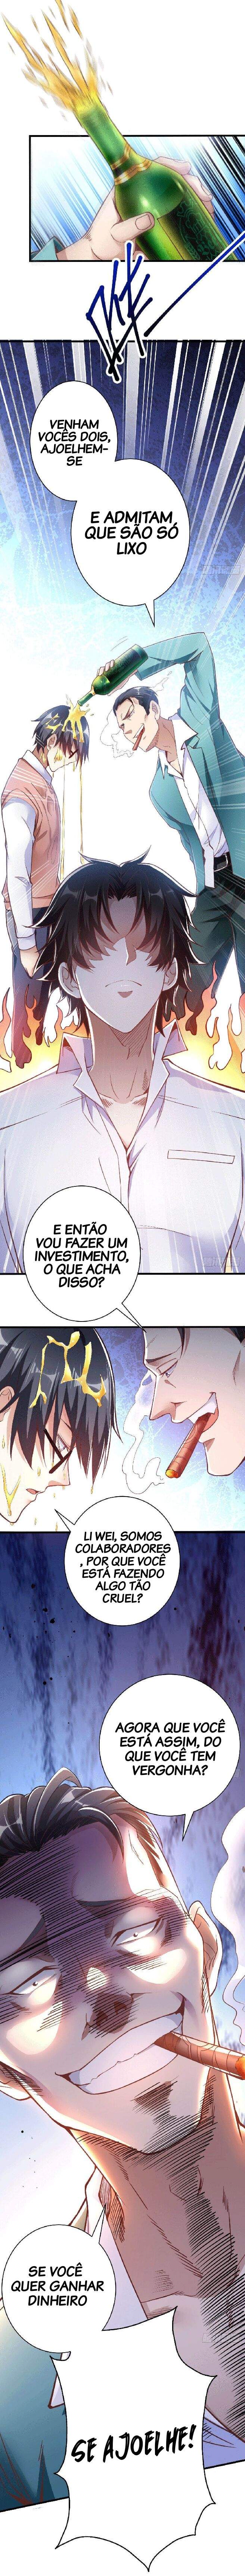 VENHAM
VOCÊS DOIS,
AJOELHEM-
SE
E ADMITAM
QUE SÃO SÓ
LIXO
E ENTÃO
VOU FAZER UM
INVESTIMENTO,
O QUE ACHA
DISSO?
LI WEI, SOMOS
COLABORADORES
, POR QUE VOCÊ
ESTÁ FAZENDO
ALGO TÃO
CRUEL?
AGORA QUE VOCÊ
ESTÁ ASSIM, DO
QUE VOCÊ TEM
VERGONHA?
SE VOCÊ
QUER GANHAR
DINHEIRO
SE AJOELHE!